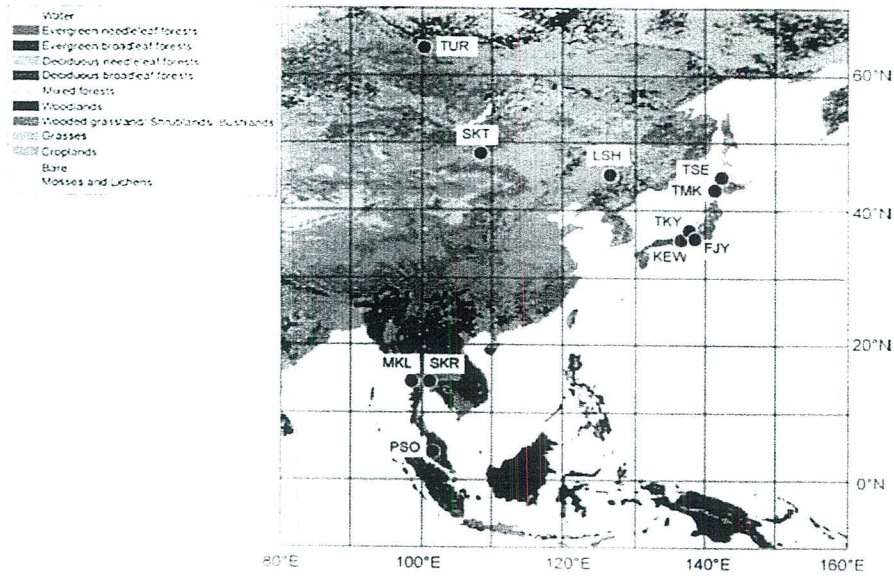 Water
Evergreen needleleaf forests
Evergreen broadleaf forests
Deciduous needleleaf forests
Deciduous broadleaf forests
Mixed forests
Woodlands
Wooded grassland/ Shrublands/ Bushlands
Grasses
Croplands
Bare
Mosses and Lichens
TUR
60°N
SKT
LSH
TSE
TMK
40°N
TKY
FJY
KEW
20°N
MKL
SKR
PSO
0°N
80°E
100°E
120°E
140°E
160°E